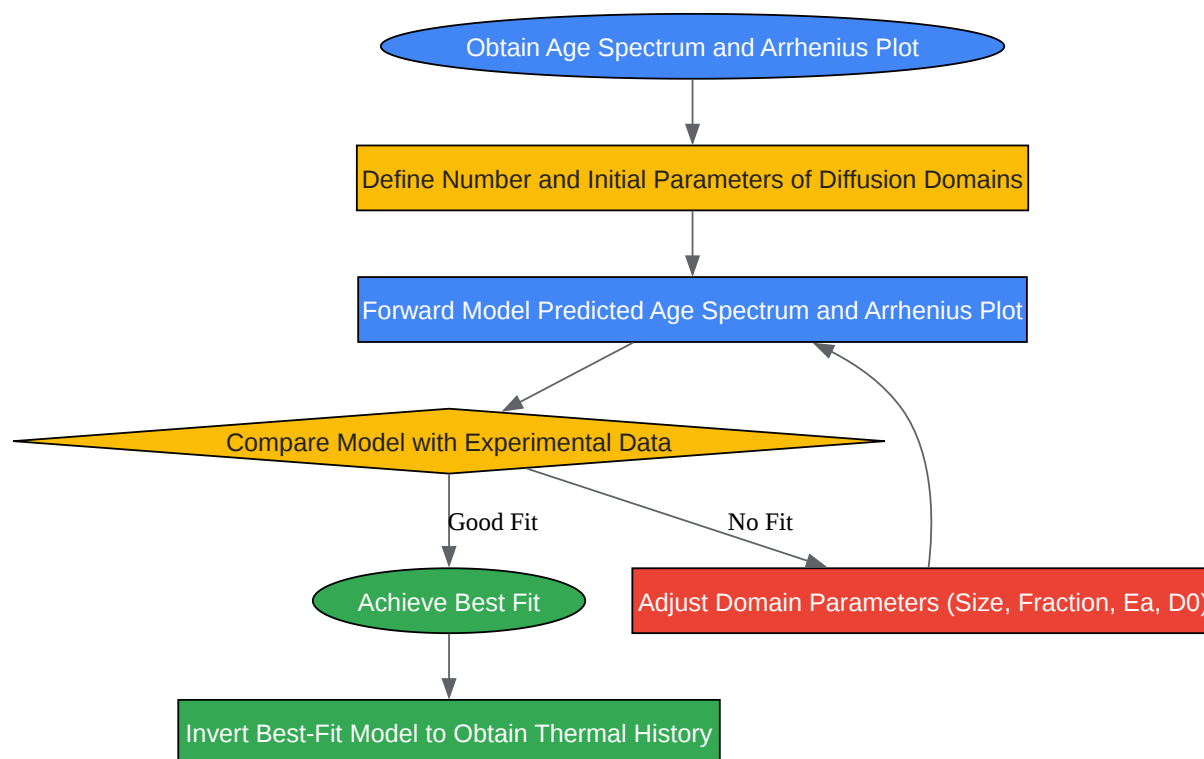 Obtain Age Spectrum and Arrhenius Plot
Define Number and Initial Parameters of Diffusion Domains
Forward Model Predicted Age Spectrum and Arrhenius Plot
Compare Model with Experimental Data
Good Fit
No Fit
Achieve Best Fit
Adjust Domain Parameters (Size, Fraction, Ea, D0)
Invert Best-Fit Model to Obtain Thermal History